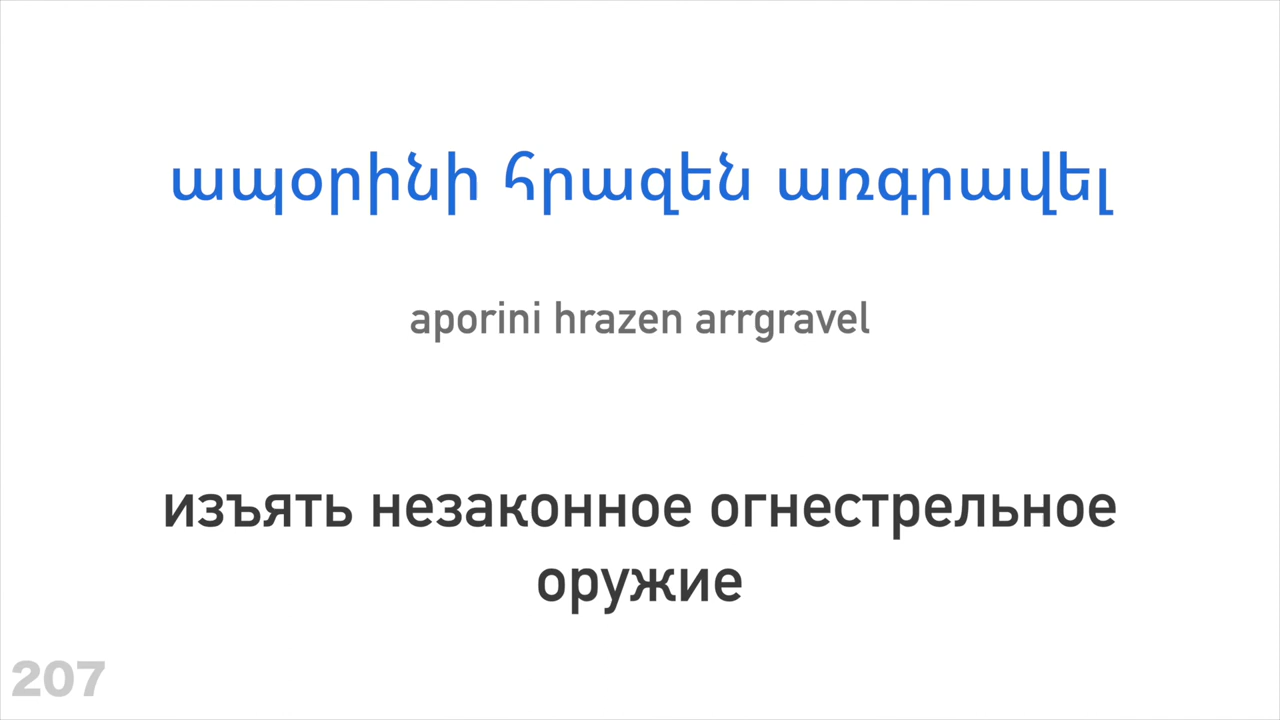 ապօրինի հրազեն առգրավել
aporini hrazen arrgravel
изъять незаконное огнестрельное
оружие
207